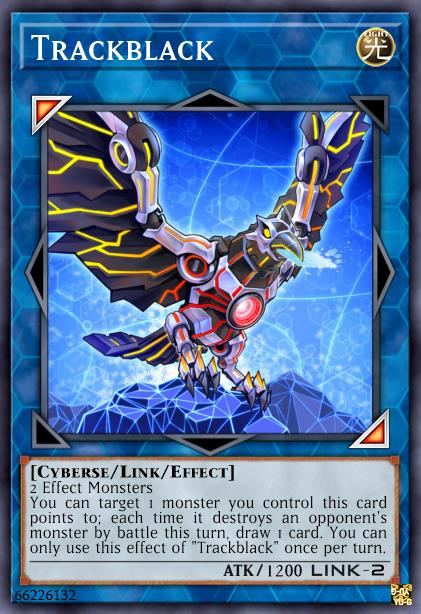 Trackblack
LIGHT
光
[Cyberse/Link/Effect]
2 Effect Monsters
You can target 1 monster you control this card
points to; each time it destroys an opponent's
monster by battle this turn, draw 1 card. You can
only use this effect of "Trackblack" once per turn.
ATK/1200 LINK-2
66226132